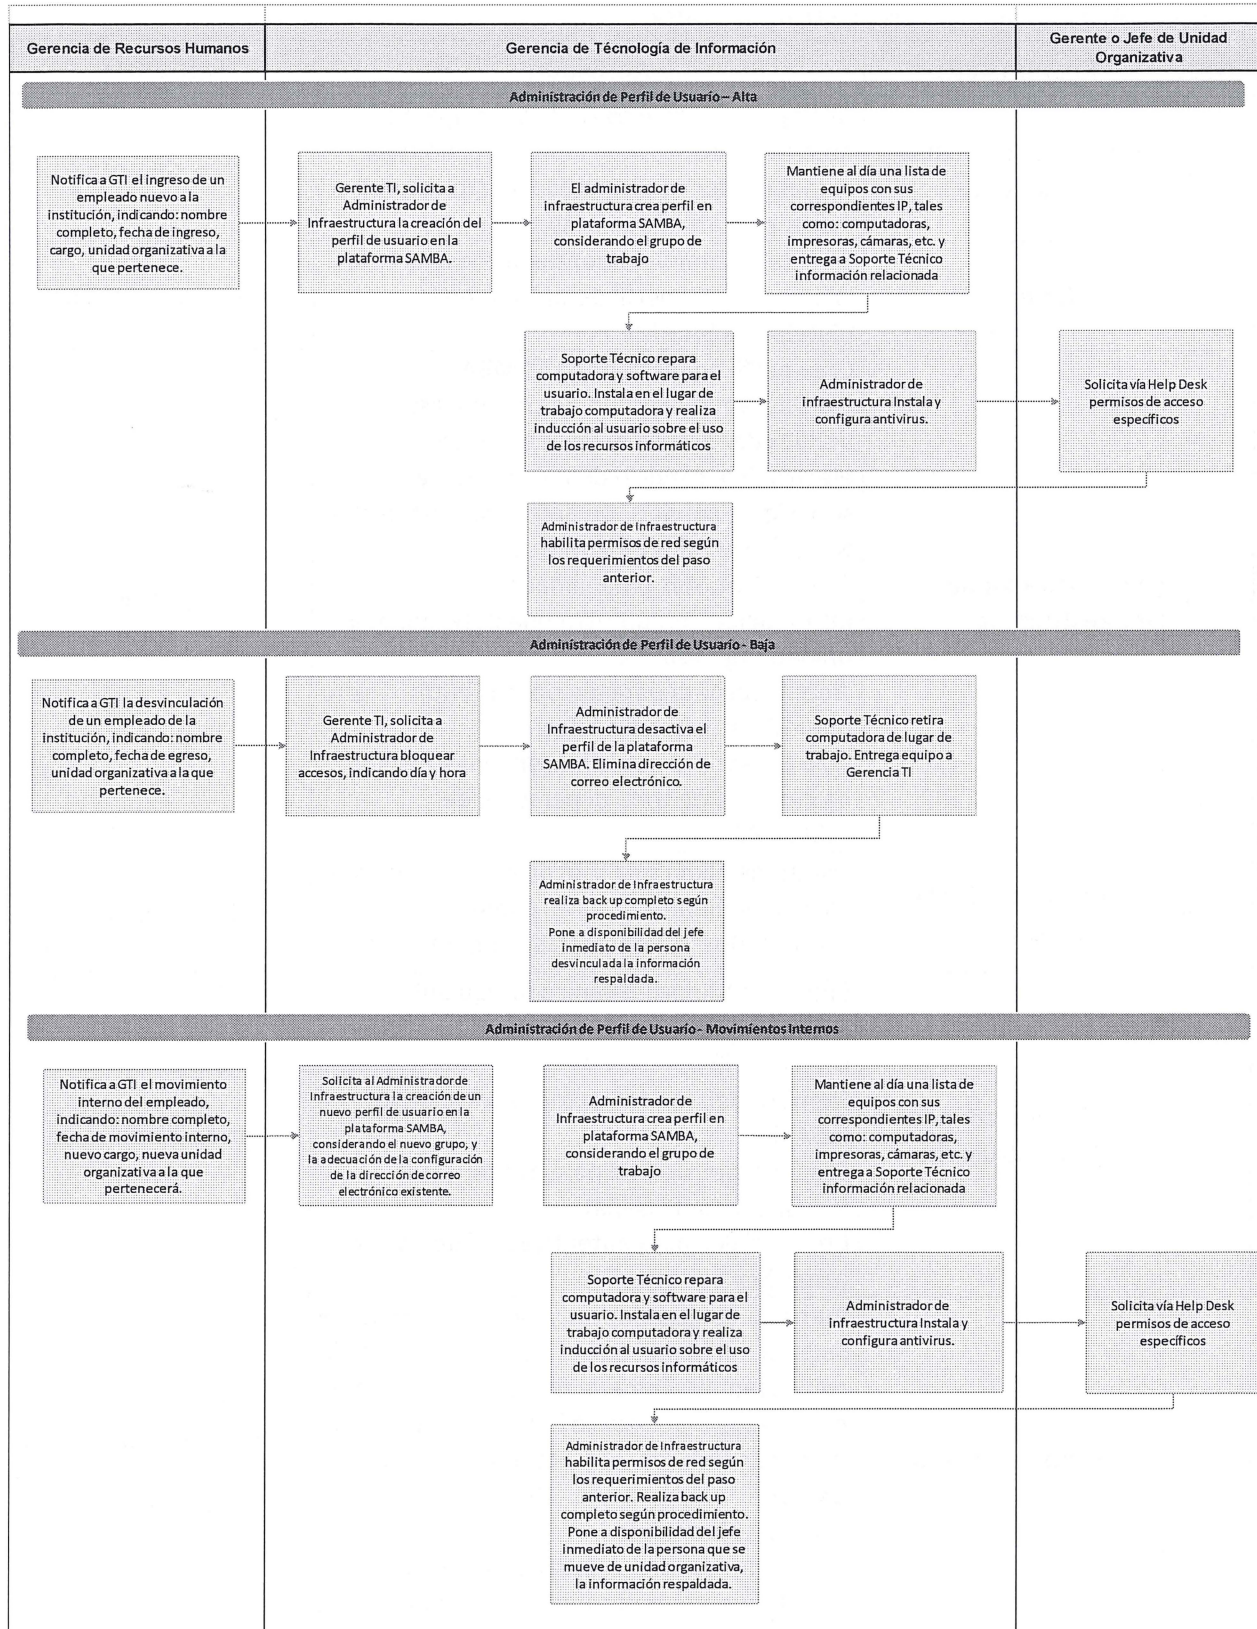 Gerencia de Recursos Humanos
Gerencia de Técnología de Información
Gerente o Jefe de Unidad
Organizativa
Administración de Perfil de Usuario – Alta
Notifica a GTI el ingreso de un
empleado nuevo a la
institución, indicando: nombre
completo, fecha de ingreso,
cargo, unidad organizativa a la
que pertenece.
Gerente TI, solicita a
Administrador de
Infraestructura la creación del
perfil de usuario en la
plataforma SAMBA.
El administrador de
infraestructura crea perfil en
plataforma SAMBA,
considerando el grupo de
trabajo
Mantiene al día una lista de
equipos con sus
correspondientes IP, tales
como: computadoras,
impresoras, cámaras, etc. y
entrega a Soporte Técnico
información relacionada
Soporte Técnico repara
computadora y software para el
usuario. Instala en el lugar de
trabajo computadora y realiza
inducción al usuario sobre el uso
de los recursos informáticos
Administrador de
infraestructura Instala y
configura antivirus.
Solicita vía Help Desk
permisos de acceso
específicos
Administrador de Infraestructura
habilita permisos de red según
los requerimientos del paso
anterior.
Administración de Perfil de Usuario - Baja
Notifica a GTI la desvinculación
de un empleado de la
institución, indicando: nombre
completo, fecha de egreso,
unidad organizativa a la que
pertenece.
Gerente TI, solicita a
Administrador de
Infraestructura bloquear
accesos, indicando día y hora
Administrador de
Infraestructura desactiva el
perfil de la plataforma
SAMBA. Elimina dirección de
correo electrónico.
Soporte Técnico retira
computadora de lugar de
trabajo. Entrega equipo a
Gerencia TI
Administrador de Infraestructura
realiza back up completo según
procedimiento.
Pone a disponibilidad del jefe
inmediato de la persona
desvinculada la información
respaldada.
Administración de Perfil de Usuario - Movimientos Internos
Notifica a GTI el movimiento
interno del empleado,
indicando: nombre completo,
fecha de movimiento interno,
nuevo cargo, nueva unidad
organizativa a la que
pertenecerá.
Solicita al Administrador de
Infraestructura la creación de un
nuevo perfil de usuario en la
plataforma SAMBA,
considerando el nuevo grupo, y
la adecuación de la configuración
de la dirección de correo
electrónico existente.
Administrador de
Infraestructura crea perfil en
plataforma SAMBA,
considerando el grupo de
trabajo
Mantiene al día una lista de
equipos con sus
correspondientes IP, tales
como: computadoras,
impresoras, cámaras, etc. y
entrega a Soporte Técnico
información relacionada
Soporte Técnico repara
computadora y software para el
usuario. Instala en el lugar de
trabajo computadora y realiza
inducción al usuario sobre el uso
de los recursos informáticos
Administrador de
infraestructura Instala y
configura antivirus.
Solicita vía Help Desk
permisos de acceso
específicos
Administrador de Infraestructura
habilita permisos de red según
los requerimientos del paso
anterior. Realiza back up
completo según procedimiento.
Pone a disponibilidad del jefe
inmediato de la persona que se
mueve de unidad organizativa,
la información respaldada.